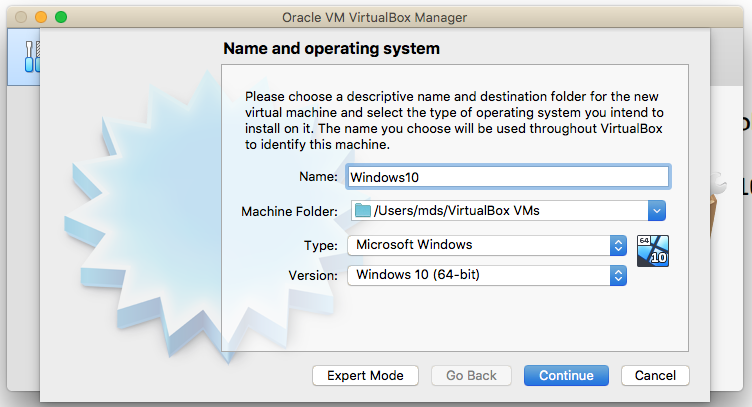 Oracle VM VirtualBox Manager
Name and operating system
Please choose a descriptive name and destination folder for the new
virtual machine and select the type of operating system you intend to
install on it. The name you choose will be used throughout VirtualBox
to identify this machine.
Name: Windows10
Machine Folder: /Users/mds/VirtualBox VMs
Type: Microsoft Windows
64
10
Version: Windows 10 (64-bit)
Expert Mode Go Back Continue Cancel